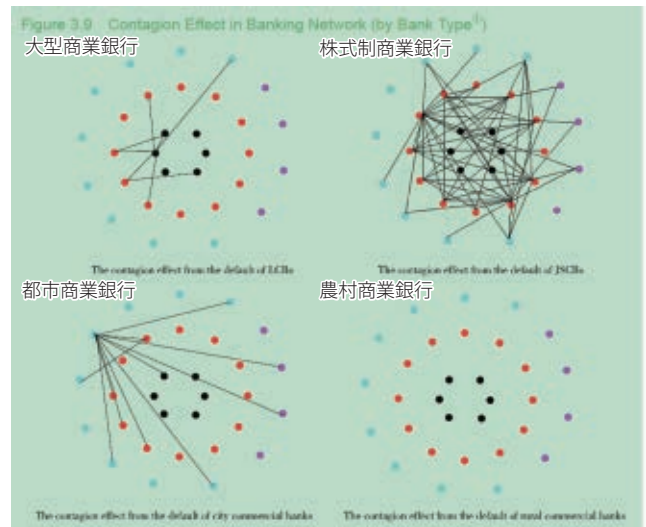 Figure 3.9 Contagion Effect in Banking Network (by Bank Type¹)
大型商業銀行
株式制商業銀行
The contagion effect from the default of LCBs
The contagion effect from the default of JSCBs
都市商業銀行
農村商業銀行
The contagion effect from the default of city commercial banks
The contagion effect from the default of rural commercial banks